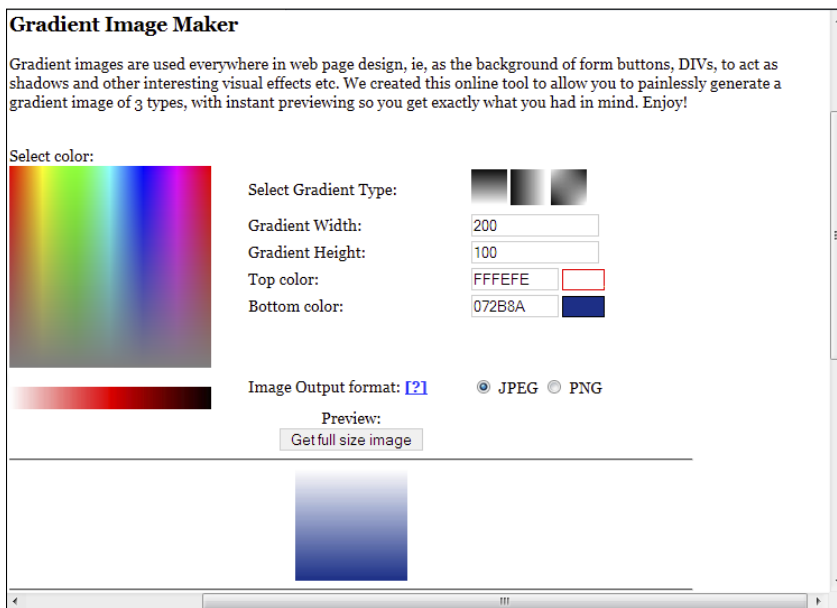 Gradient Image Maker
Gradient images are used everywhere in web page design, ie, as the background of form buttons, DIVs, to act as
shadows and other interesting visual effects etc. We created this online tool to allow you to painlessly generate a
gradient image of 3 types, with instant previewing so you get exactly what you had in mind. Enjoy!
Select color:
Select Gradient Type:
Gradient Width: 200
Gradient Height: 100
Top color: FFFEFE
Bottom color: 072B8A
Image Output format: [?] JPEG PNG
Preview:
Get full size image